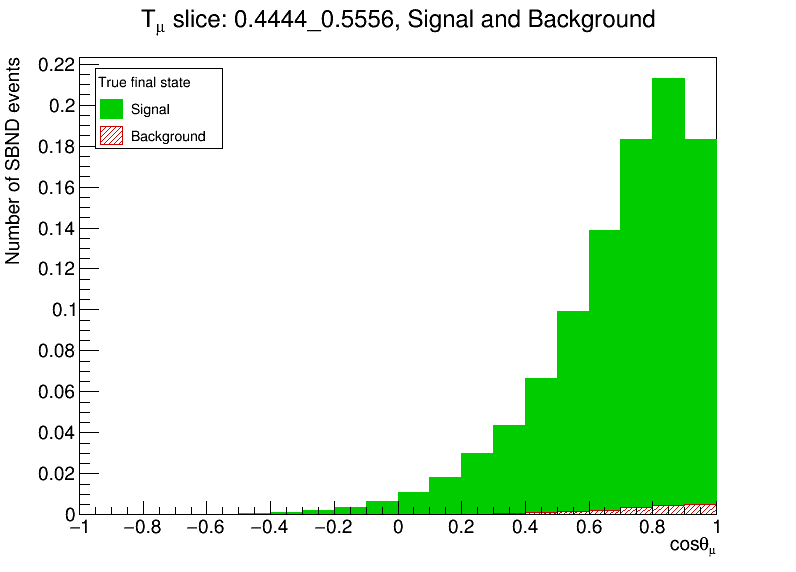 Tμ slice: 0.4444_0.5556, Signal and Background
Number of SBND events
0.22
0.2
0.18
0.16
0.14
0.12
0.1
0.08
0.06
0.04
0.02
0
True final state
Signal
Background
−1 −0.8 −0.6 −0.4 −0.2 0 0.2 0.4 0.6 0.8 1
cosθμ